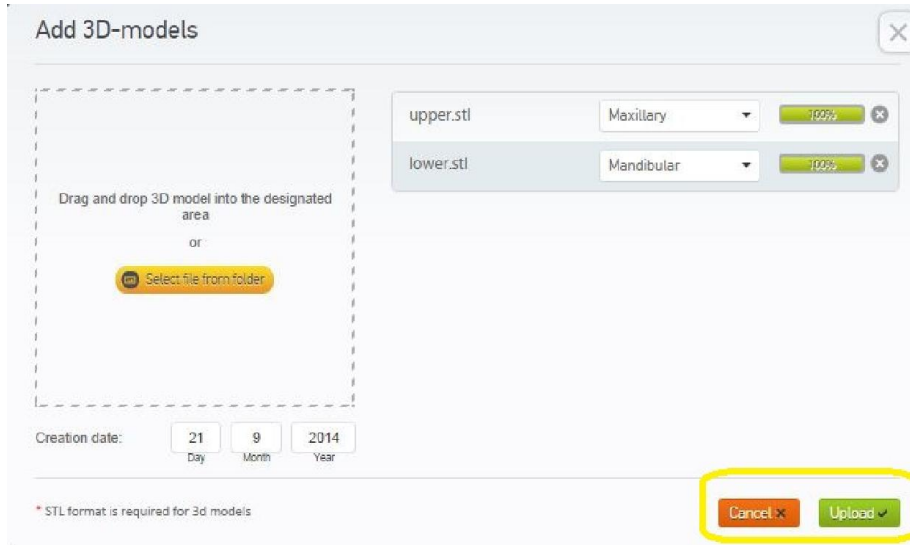 Add 3D-models
upper.stl Maxillary 100%
lower.stl Mandibular 100%
Drag and drop 3D model into the designated
area
or
Select file from folder
Creation date: 21 9 2014
Day Month Year
* STL format is required for 3d models
Cancel Upload